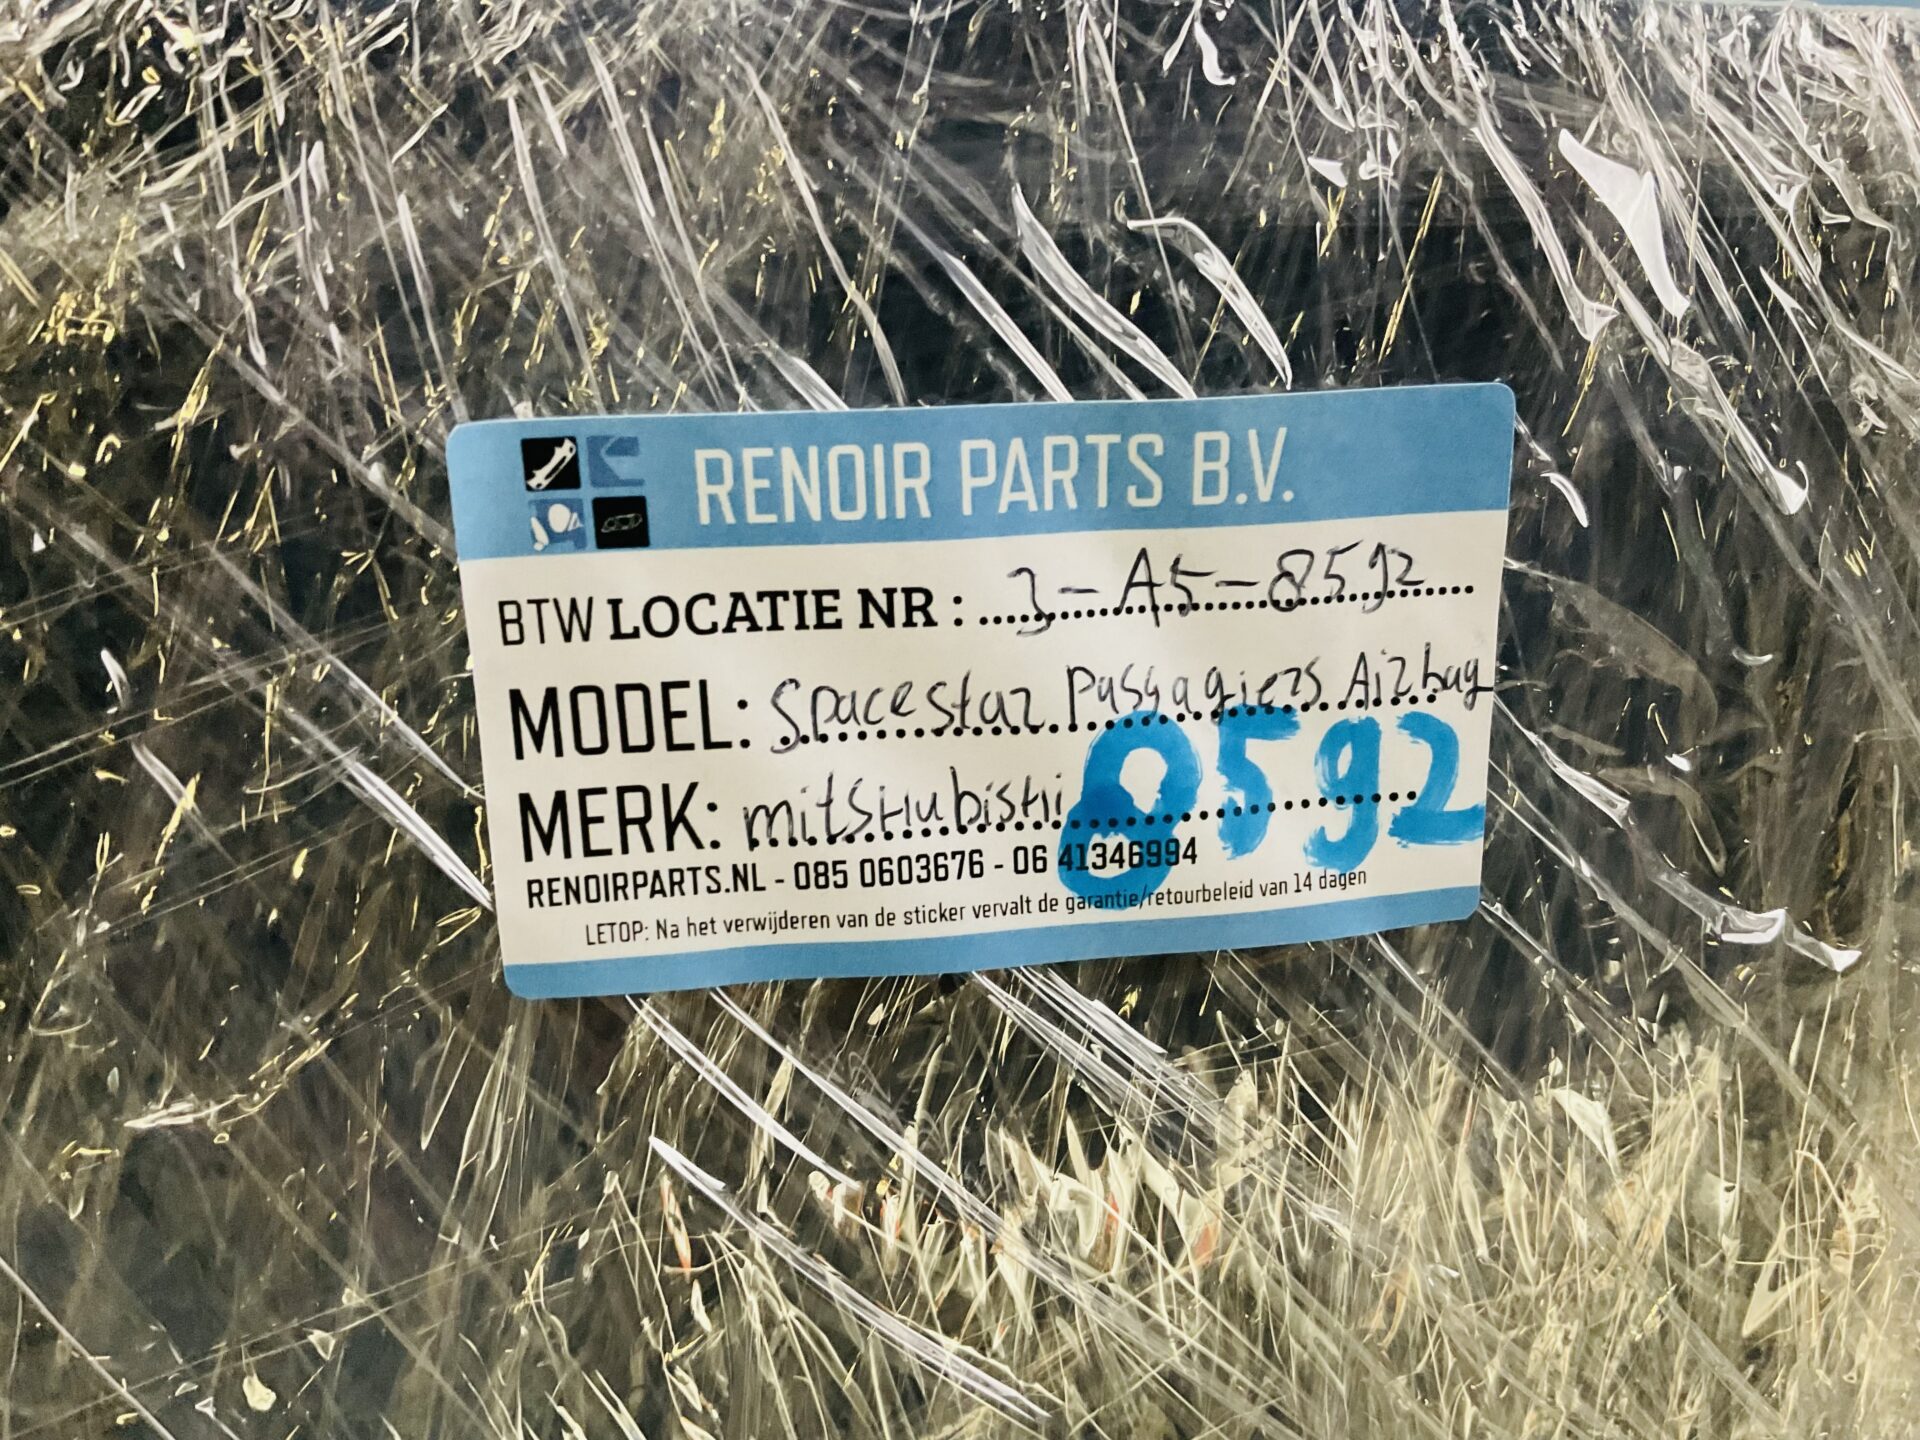 RENOIR PARTS B.V.
BTW LOCATIE NR : 3-A5-8592
MODEL: Spacestar Passagiers Airbag
MERK: mitsHubisHi
8592
RENOIRPARTS.NL - 085 0603676 - 06 41346994
LETOP: Na het verwijderen van de sticker vervalt de garantie/retourbeleid van 14 dagen